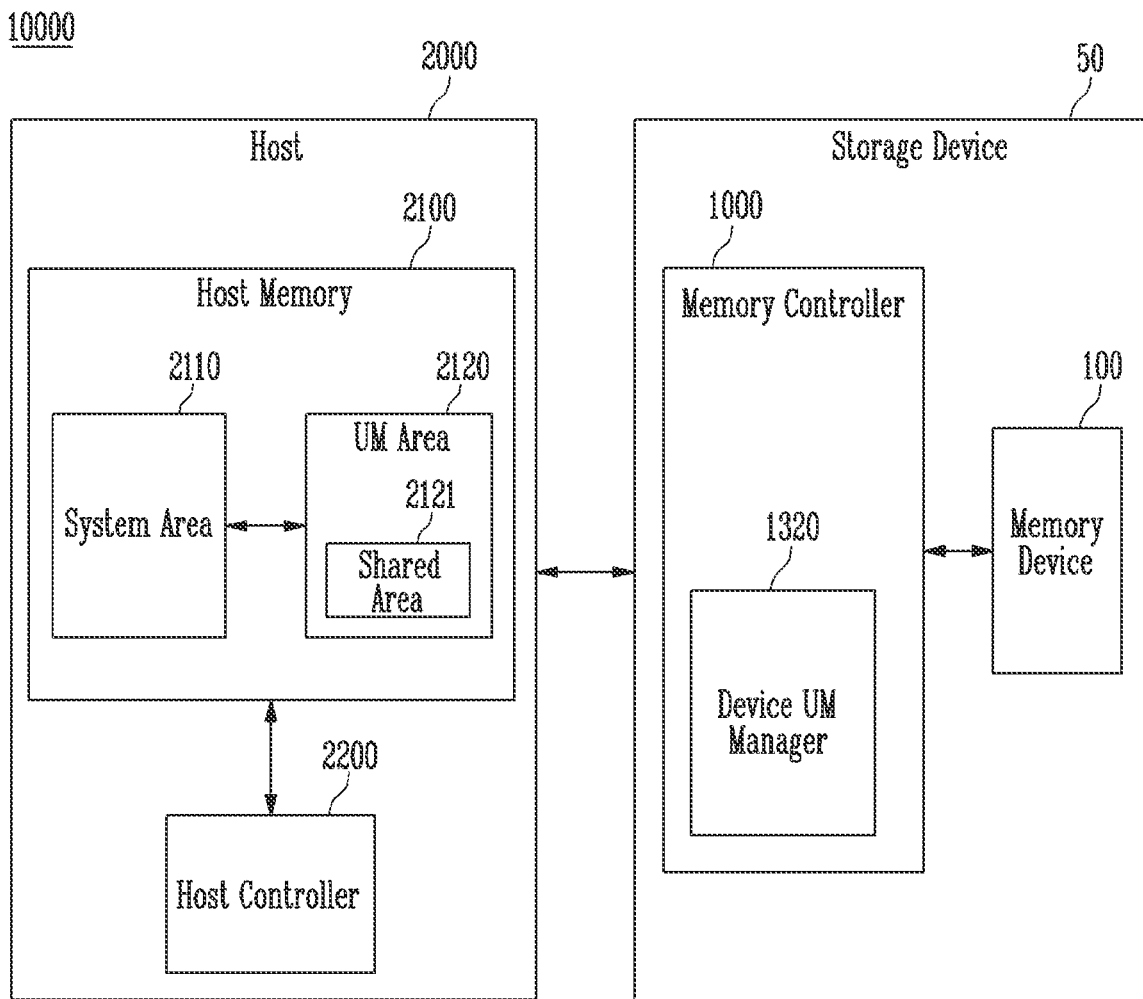 10000
2000
50
Host
Storage Device
2100
1000
Host Memory
Memory Controller
2110
2120
100
UM Area
System Area
2121
Shared
Area
1320
Memory
Device
Device UM
Manager
2200
Host Controller